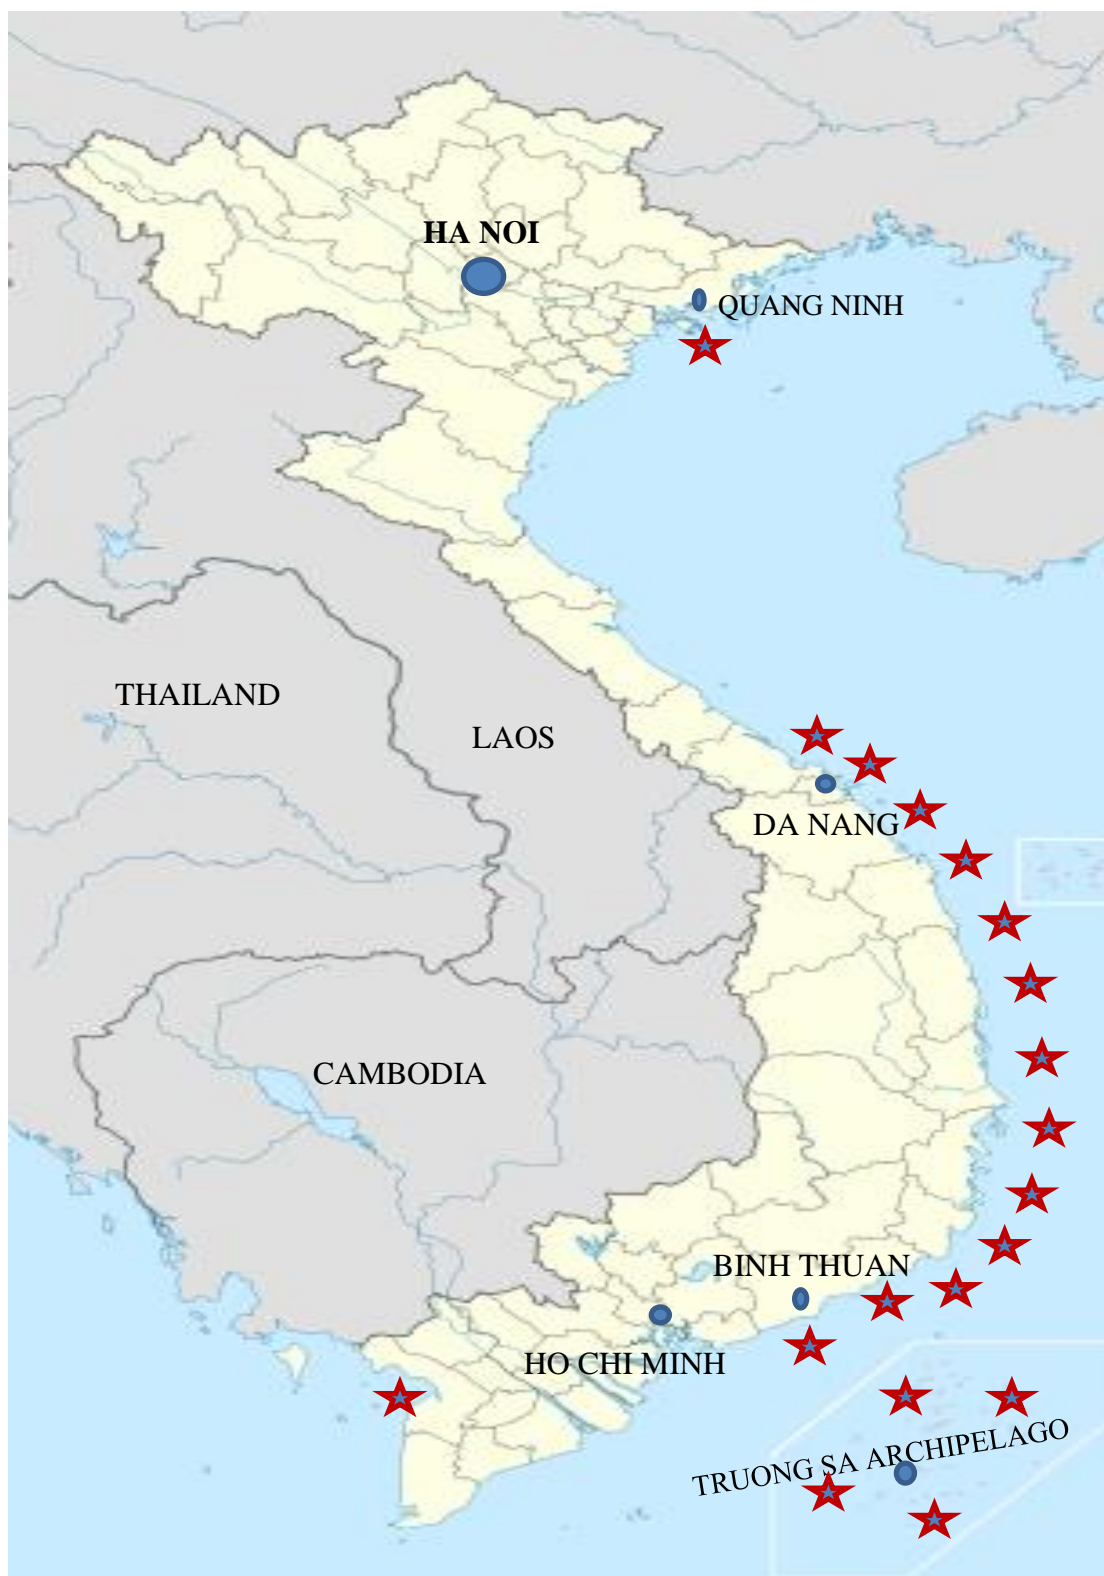 HA NOI
QUANG NINH
THAILAND
LAOS
DA NANG
CAMBODIA
BINH THUAN
HO CHI MINH
TRUONG SA ARCHIPELAGO